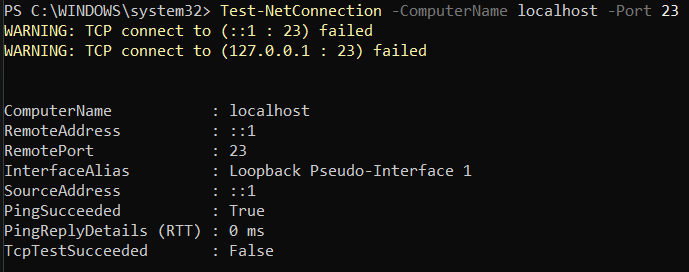 PS C:\WINDOWS\system32> Test-NetConnection -ComputerName localhost -Port 23
WARNING: TCP connect to (::1 : 23) failed
WARNING: TCP connect to (127.0.0.1 : 23) failed
ComputerName : localhost
RemoteAddress : ::1
RemotePort : 23
InterfaceAlias : Loopback Pseudo-Interface 1
SourceAddress : ::1
PingSucceeded : True
PingReplyDetails (RTT) : 0 ms
TcpTestSucceeded : False